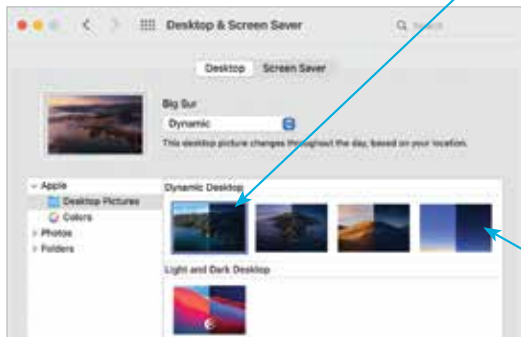 Desktop & Screen Saver
Search
Desktop Screen Saver
Big Sur
Dynamic
This desktop picture changes throughout the day, based on your location.
Apple
Desktop Pictures
Colors
Photos
Folders
Dynamic Desktop
Light and Dark Desktop